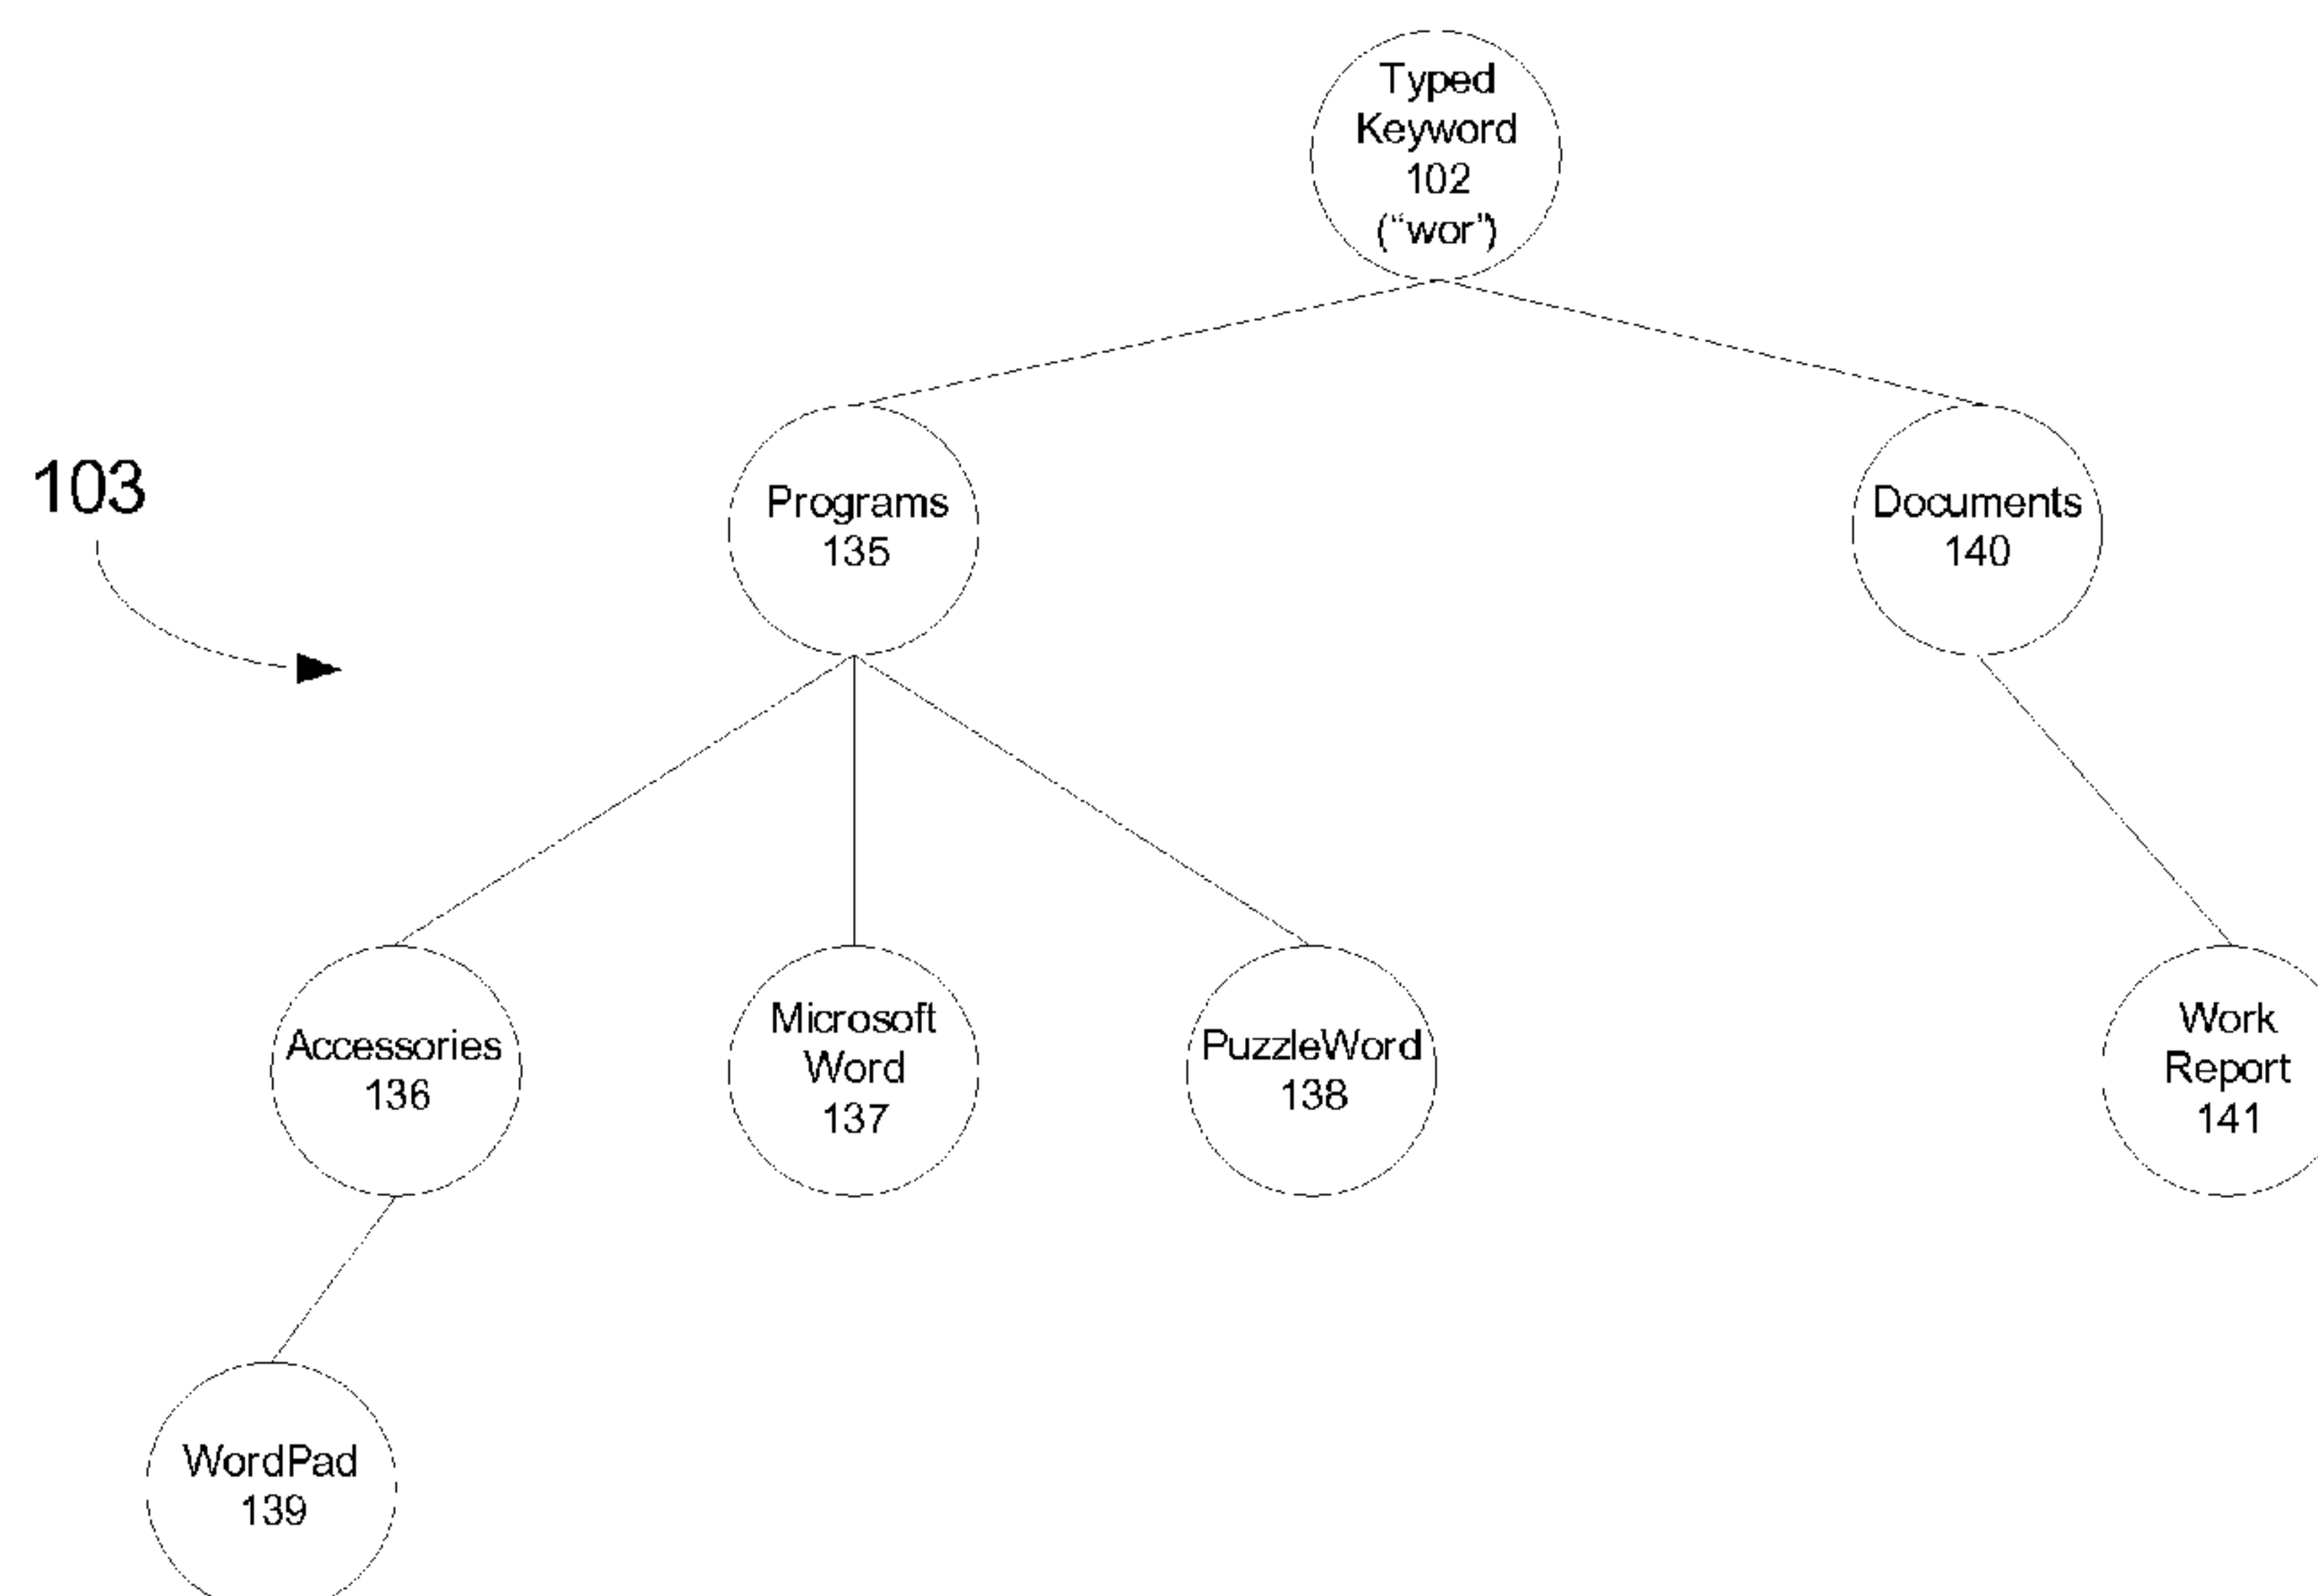 Typed
Keyword
102
(“wor”)
103
Programs
135
Documents
140
Accessories
136
Microsoft
Word
137
PuzzleWord
138
Work
Report
141
WordPad
139